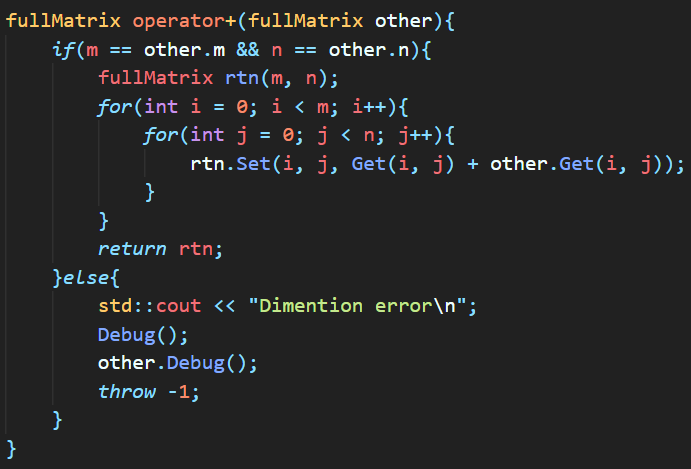 fullMatrix operator+(fullMatrix other){
    if(m == other.m && n == other.n){
        fullMatrix rtn(m, n);
        for(int i = 0; i < m; i++){
            for(int j = 0; j < n; j++){
                rtn.Set(i, j, Get(i, j) + other.Get(i, j));
            }
        }
        return rtn;
    }else{
        std::cout << "Dimention error\n";
        Debug();
        other.Debug();
        throw -1;
    }
}